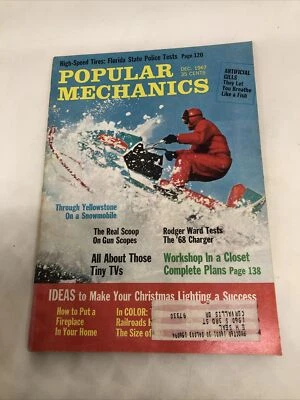 High-Speed Tires: Florida State Police Tests Page 120
POPULAR
MECHANICS
DEC. 1967
35 CENTS
ARTIFICIAL
GILLS
They Let
You Breathe
Like a Fish
Through Yellowstone
On a Snowmobile
The Real Scoop
On Gun Scopes
Rodger Ward Tests
The '68 Charger
All About Those
Tiny TVs
Workshop In a Closet
Complete Plans Page 138
IDEAS to Make Your Christmas Lighting a Success
How to Put a
Fireplace
In Your Home
In COLOR:
Railroads
The Size of